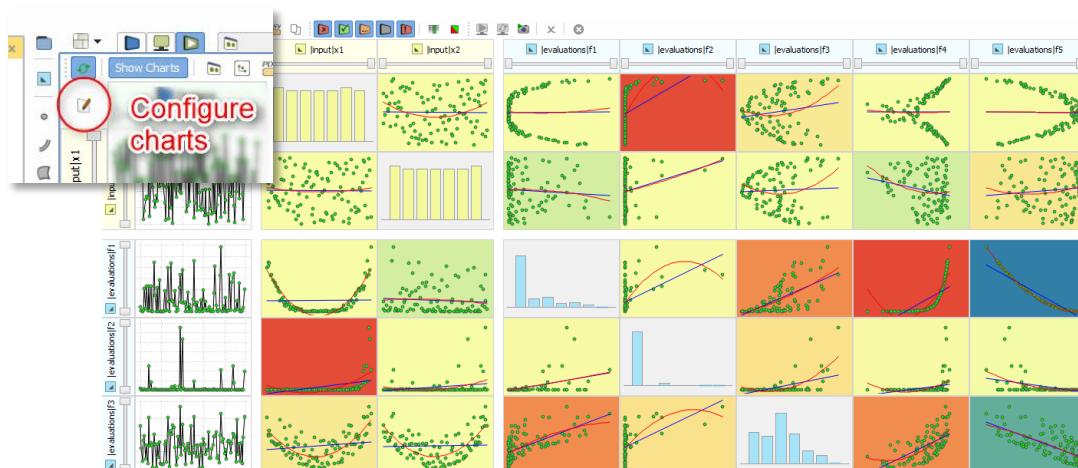 Show Charts
PDF
Configure
charts
put|x1
|input|x1
|input|x2
|evaluations|f1
|evaluations|f2
|evaluations|f3
|evaluations|f4
|evaluations|f5
|evaluations|f1
|evaluations|f2
|evaluations|f3